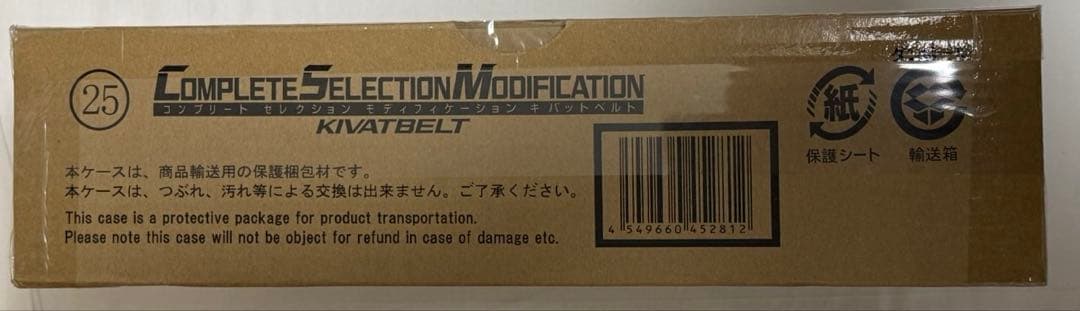 25
COMPLETE SELECTION MODIFICATION
コンプリート セレクション モディフィケーション キバットベルト
KIVATBELT
本ケースは、商品輸送用の保護梱包材です。
本ケースは、つぶれ、汚れ等による交換は出来ません。ご了承ください。
This case is a protective package for product transportation.
Please note this case will not be object for refund in case of damage etc.
4 549660 452812
紙
保護シート
輸送箱